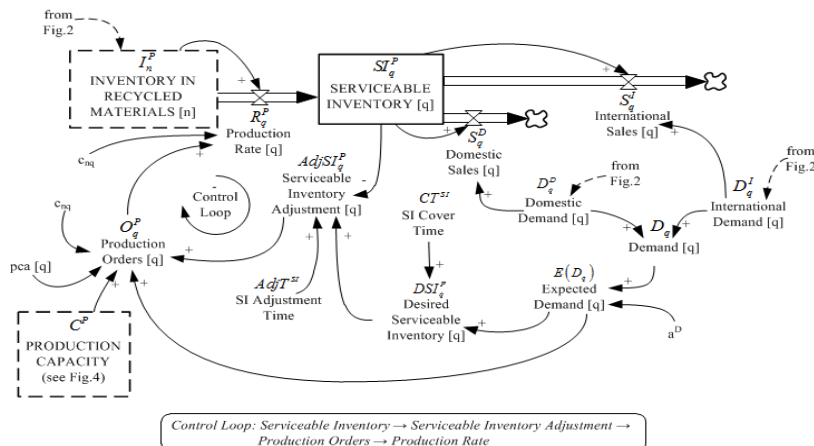 from
Fig.2
I_n^P
INVENTORY IN
RECYCLED
MATERIALS [n]
+
R_q^P
Production
Rate [q]
SI_q^P
SERVICEABLE
INVENTORY [q]
+
S_q^I
International
Sales [q]
+
+
S_q^D
Domestic
Sales [q]
+
from
Fig.2
D_q^D
Domestic
Demand [q]
from
Fig.2
D_q^I
International
Demand [q]
+
+
D_q
Demand [q]
c_nq
+
-
Control
Loop
AdjSI_q^P
Serviceable
Inventory
Adjustment [q]
-
+
+
CT^SI
SI Cover
Time
+
c_nq
O_q^P
Production
Orders [q]
+
pca [q]
+
+
AdjT^SI
SI Adjustment
Time
DSI_q^P
Desired
Serviceable
Inventory [q]
+
E(D_q)
Expected
Demand [q]
+
+
a^D
C^P
PRODUCTION
CAPACITY
(see Fig.4)
Control Loop: Serviceable Inventory → Serviceable Inventory Adjustment →
Production Orders → Production Rate